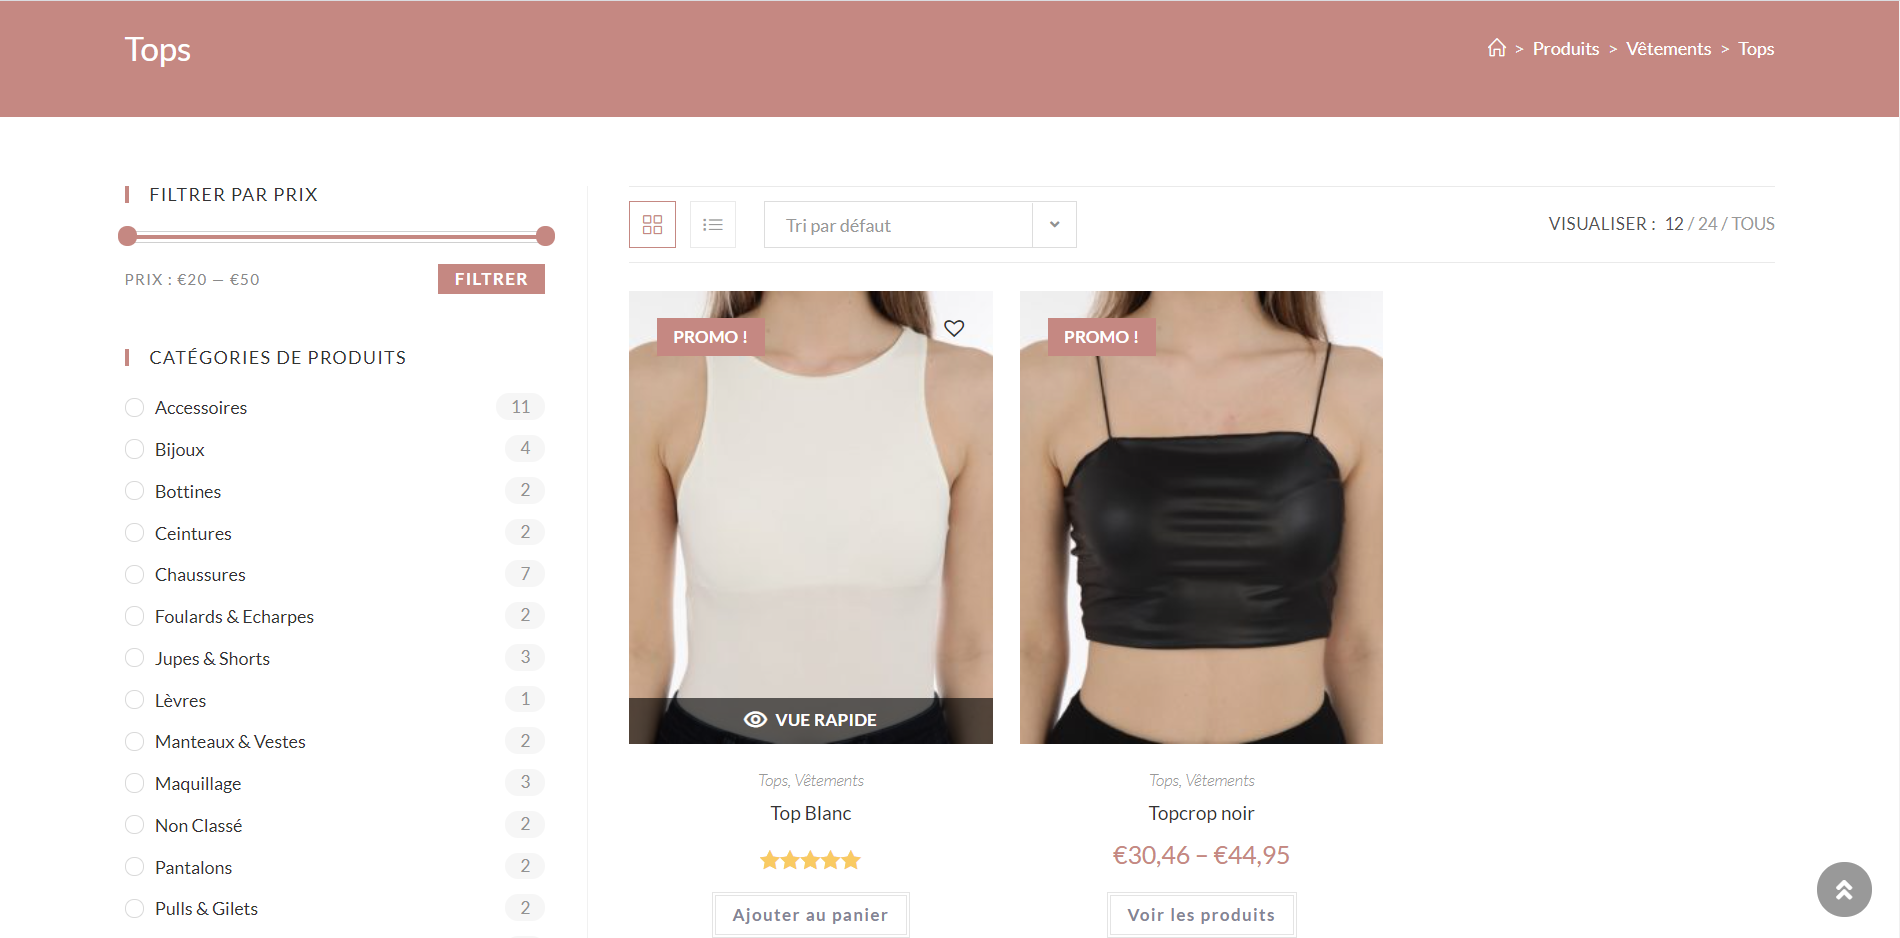 Tops
> Produits > Vêtements > Tops
FILTRER PAR PRIX
PRIX : €20 — €50
FILTRER
CATÉGORIES DE PRODUITS
Accessoires 11
Bijoux 4
Bottines 2
Ceintures 2
Chaussures 7
Foulards & Echarpes 2
Jupes & Shorts 3
Lèvres 1
Manteaux & Vestes 2
Maquillage 3
Non Classé 2
Pantalons 2
Pulls & Gilets 2
Tri par défaut
VISUALISER : 12 / 24 / TOUS
PROMO !
VUE RAPIDE
Tops, Vêtements
Top Blanc
Ajouter au panier
PROMO !
Tops, Vêtements
Topcrop noir
€30,46 – €44,95
Voir les produits